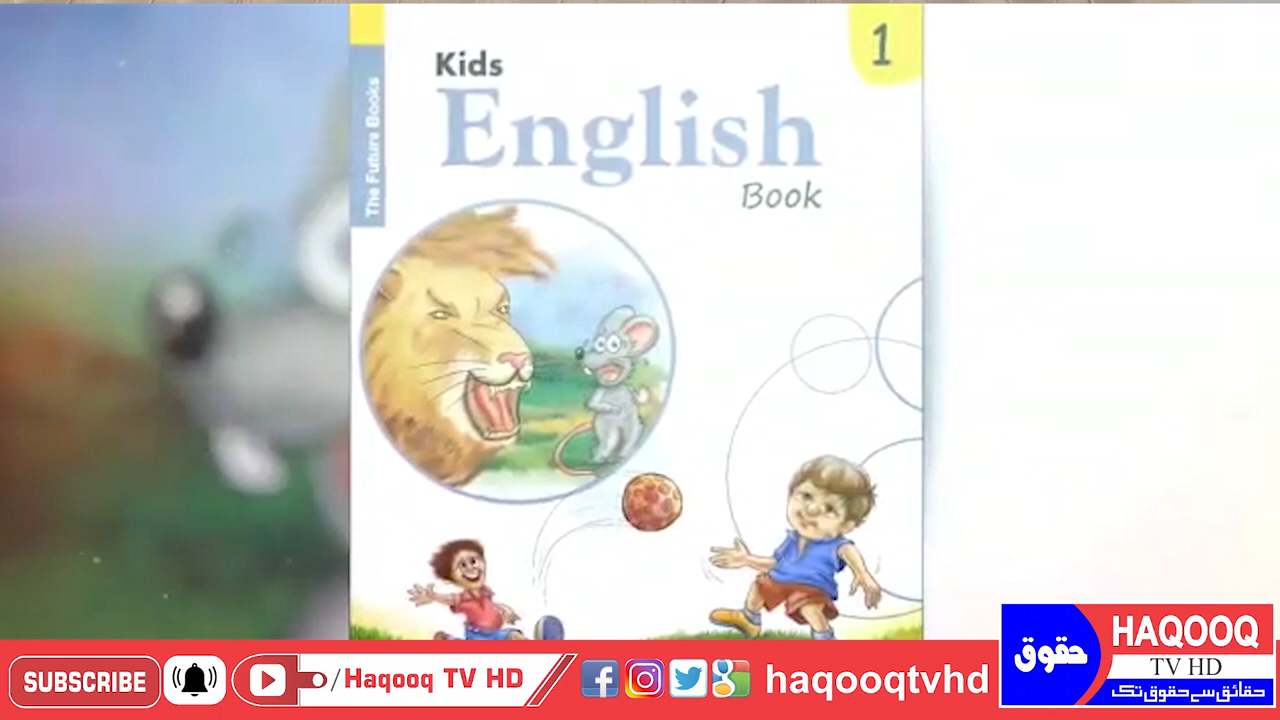 1
Kids
English
Book
The Future Books
SUBSCRIBE
/Haqooq TV HD
haqooqtvhd
حقوق
HAQOOQ
TV HD
حقائق سے حقوق تک